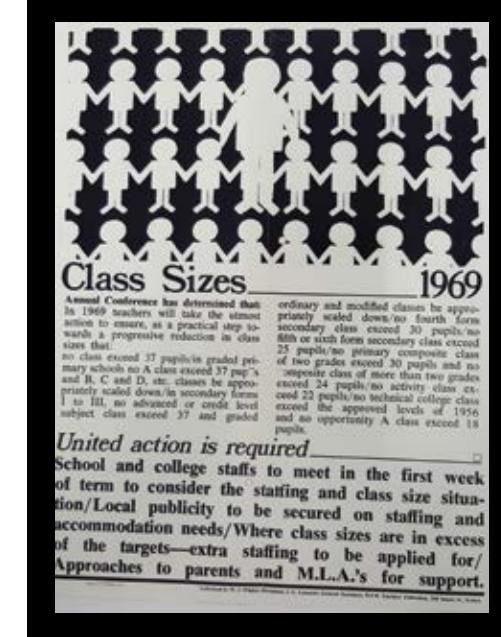 Class Sizes 1969
Annual Conference has determined that:
In 1969 teachers will take the utmost
action to ensure, as a practical step to-
wards a progressive reduction in class
sizes that:
no class exceed 37 pupils/in graded pri-
mary schools no A class exceed 37 pup''s
and B, C and D, etc. classes be appro-
priately scaled down/in secondary forms
I to III, no advanced or credit level
subject class exceed 37 and graded
ordinary and modified classes be appro-
priately scaled down/no fourth form
secondary class exceed 30 pupils/no
fifth or sixth form secondary class exceed
25 pupils/no primary composite class
of two grades exceed 30 pupils and no
composite class of more than two grades
exceed 24 pupils/no activity class ex-
ceed 22 pupils/no technical college class
exceed the approved levels of 1956
and no opportunity A class exceed 18
pupils.
United action is required
School and college staffs to meet in the first week
of term to consider the staffing and class size situa-
tion/Local publicity to be secured on staffing and
accommodation needs/Where class sizes are in excess
of the targets—extra staffing to be applied for/
Approaches to parents and M.L.A.'s for support.